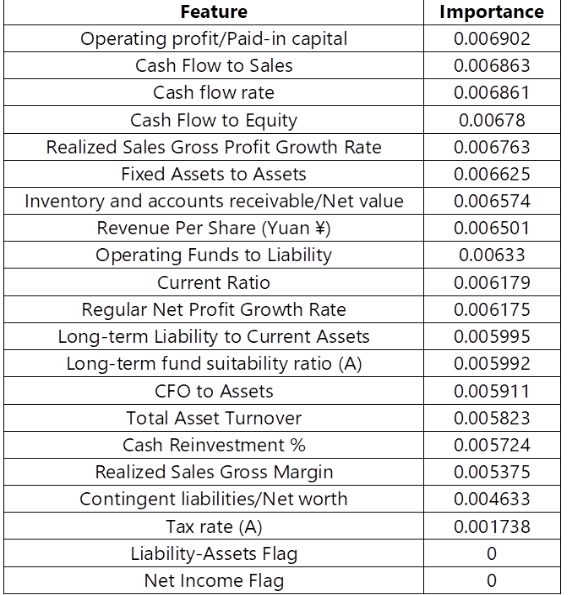 Feature Importance
Operating profit/Paid-in capital 0.006902
Cash Flow to Sales 0.006863
Cash flow rate 0.006861
Cash Flow to Equity 0.00678
Realized Sales Gross Profit Growth Rate 0.006763
Fixed Assets to Assets 0.006625
Inventory and accounts receivable/Net value 0.006574
Revenue Per Share (Yuan ¥) 0.006501
Operating Funds to Liability 0.00633
Current Ratio 0.006179
Regular Net Profit Growth Rate 0.006175
Long-term Liability to Current Assets 0.005995
Long-term fund suitability ratio (A) 0.005992
CFO to Assets 0.005911
Total Asset Turnover 0.005823
Cash Reinvestment % 0.005724
Realized Sales Gross Margin 0.005375
Contingent liabilities/Net worth 0.004633
Tax rate (A) 0.001738
Liability-Assets Flag 0
Net Income Flag 0